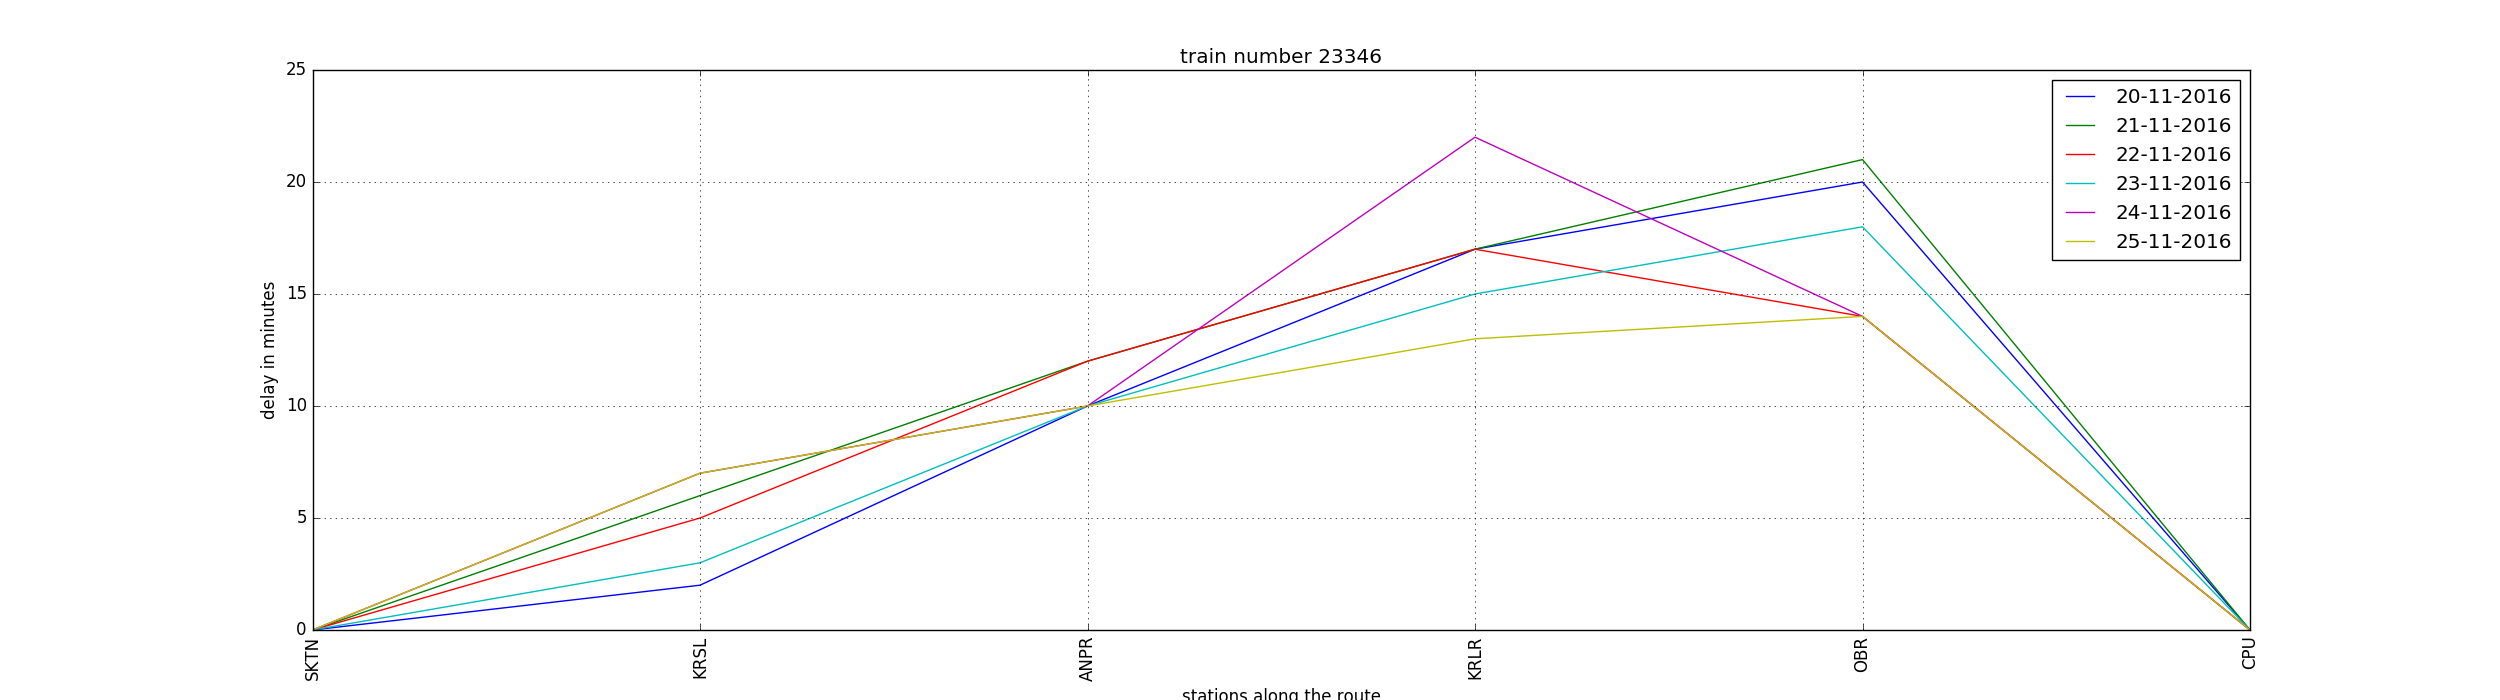 train number 23346
25
20
15
10
5
0
delay in minutes
20-11-2016
21-11-2016
22-11-2016
23-11-2016
24-11-2016
25-11-2016
SKTN
KRSL
ANPR
KRLR
OBR
CPU
stations along the route